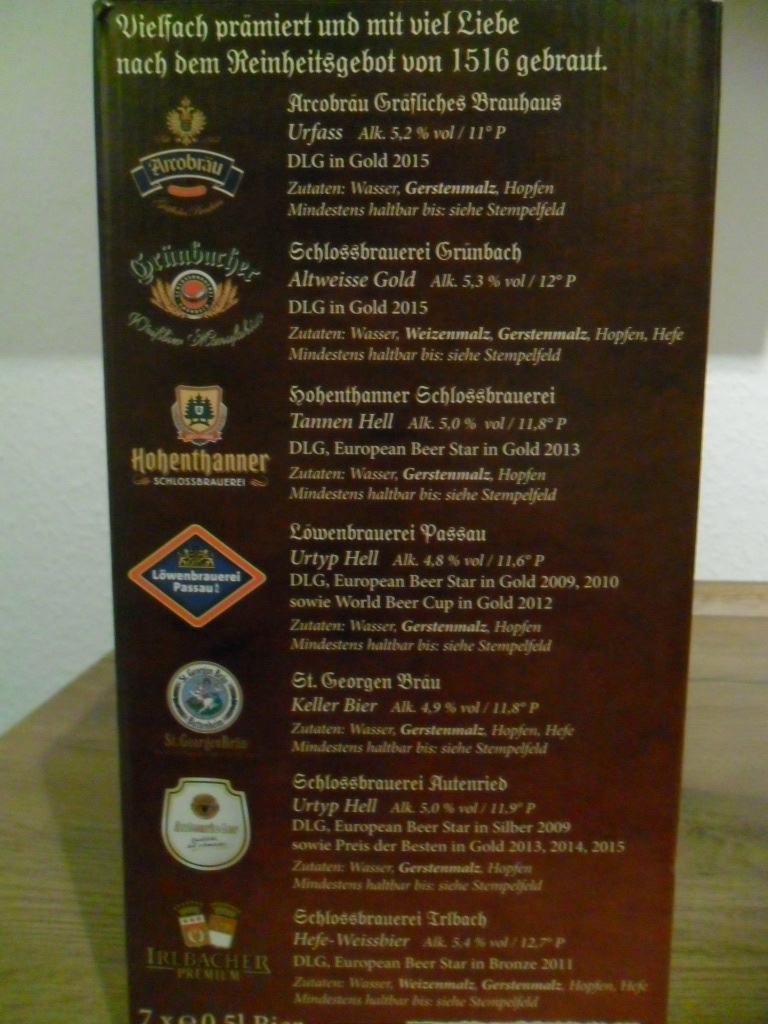 Vielfach prämiert und mit viel Liebe
nach dem Reinheitsgebot von 1516 gebraut.
Arcobräu
Arcobräu Gräfliches Brauhaus
Urfass Alk. 5,2 % vol / 11° P
DLG in Gold 2015
Zutaten: Wasser, Gerstenmalz, Hopfen
Mindestens haltbar bis: siehe Stempelfeld
Grünbacher
Schlossbrauerei Grünbach
Altweisse Gold Alk. 5,3 % vol / 12° P
DLG in Gold 2015
Zutaten: Wasser, Weizenmalz, Gerstenmalz, Hopfen, Hefe
Mindestens haltbar bis: siehe Stempelfeld
Hohenthanner
SCHLOSSBRAUEREI
Hohenthanner Schlossbrauerei
Tannen Hell Alk. 5,0 % vol / 11,8° P
DLG, European Beer Star in Gold 2013
Zutaten: Wasser, Gerstenmalz, Hopfen
Mindestens haltbar bis: siehe Stempelfeld
Löwenbrauerei
Passau
Löwenbrauerei Passau
Urtyp Hell Alk. 4,8 % vol / 11,6° P
DLG, European Beer Star in Gold 2009, 2010
sowie World Beer Cup in Gold 2012
Zutaten: Wasser, Gerstenmalz, Hopfen
Mindestens haltbar bis: siehe Stempelfeld
St. GeorgenBräu
St. Georgen Bräu
Keller Bier Alk. 4,9 % vol / 11,8° P
Zutaten: Wasser, Gerstenmalz, Hopfen, Hefe
Mindestens haltbar bis: siehe Stempelfeld
Schlossbrauerei Autenried
Urtyp Hell Alk. 5,0 % vol / 11,9° P
DLG, European Beer Star in Silber 2009
sowie Preis der Besten in Gold 2013, 2014, 2015
Zutaten: Wasser, Gerstenmalz, Hopfen
Mindestens haltbar bis: siehe Stempelfeld
IRLBACHER
PREMIUM
Schlossbrauerei Irlbach
Hefe-Weissbier Alk. 5,4 % vol / 12,7° P
DLG, European Beer Star in Bronze 2011
Zutaten: Wasser, Weizenmalz, Gerstenmalz, Hopfen, Hefe
Mindestens haltbar bis: siehe Stempelfeld
7 x ℮ 0,5l Bier